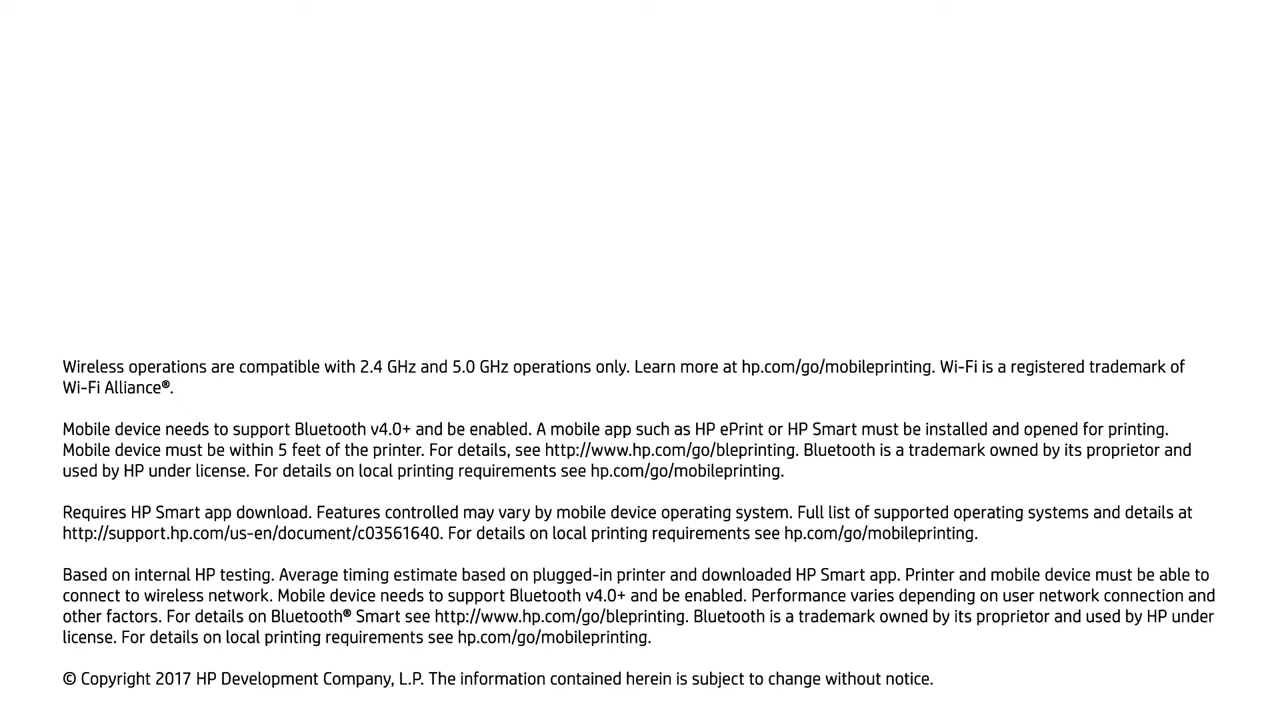 Wireless operations are compatible with 2.4 GHz and 5.0 GHz operations only. Learn more at hp.com/go/mobileprinting. Wi-Fi is a registered trademark of
Wi-Fi Alliance®.
Mobile device needs to support Bluetooth v4.0+ and be enabled. A mobile app such as HP ePrint or HP Smart must be installed and opened for printing.
Mobile device must be within 5 feet of the printer. For details, see http://www.hp.com/go/bleprinting. Bluetooth is a trademark owned by its proprietor and
used by HP under license. For details on local printing requirements see hp.com/go/mobileprinting.
Requires HP Smart app download. Features controlled may vary by mobile device operating system. Full list of supported operating systems and details at
http://support.hp.com/us-en/document/c03561640. For details on local printing requirements see hp.com/go/mobileprinting.
Based on internal HP testing. Average timing estimate based on plugged-in printer and downloaded HP Smart app. Printer and mobile device must be able to
connect to wireless network. Mobile device needs to support Bluetooth v4.0+ and be enabled. Performance varies depending on user network connection and
other factors. For details on Bluetooth® Smart see http://www.hp.com/go/bleprinting. Bluetooth is a trademark owned by its proprietor and used by HP under
license. For details on local printing requirements see hp.com/go/mobileprinting.
© Copyright 2017 HP Development Company, L.P. The information contained herein is subject to change without notice.